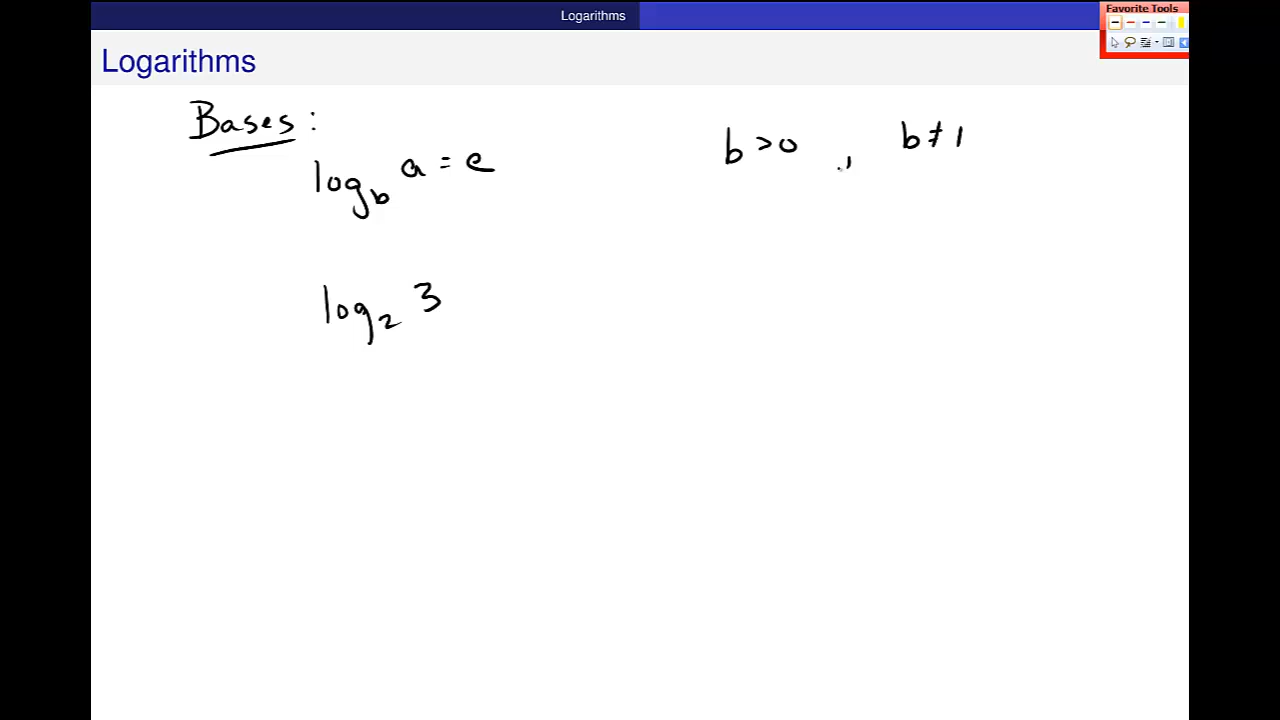 Logarithms
Favorite Tools
Logarithms
Bases:
log_b a = e
b > 0 , b ≠ 1
log_2 3